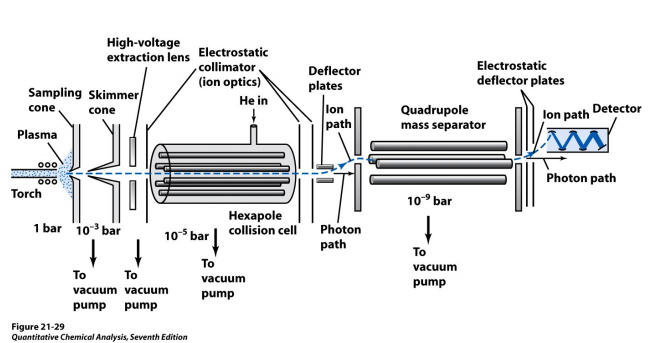 High-voltage
extraction lens
Electrostatic
collimator
(ion optics)
Electrostatic
deflector plates
Deflector
plates
Sampling
cone
Skimmer
cone
He in
Ion
path
Quadrupole
mass separator
Ion path
Detector
Plasma
Torch
Photon path
Hexapole
collision cell
Photon
path
1 bar
10⁻³ bar
10⁻⁵ bar
10⁻⁹ bar
To
vacuum
pump
To
vacuum
pump
To
vacuum
pump
To
vacuum
pump
Figure 21-29
Quantitative Chemical Analysis, Seventh Edition